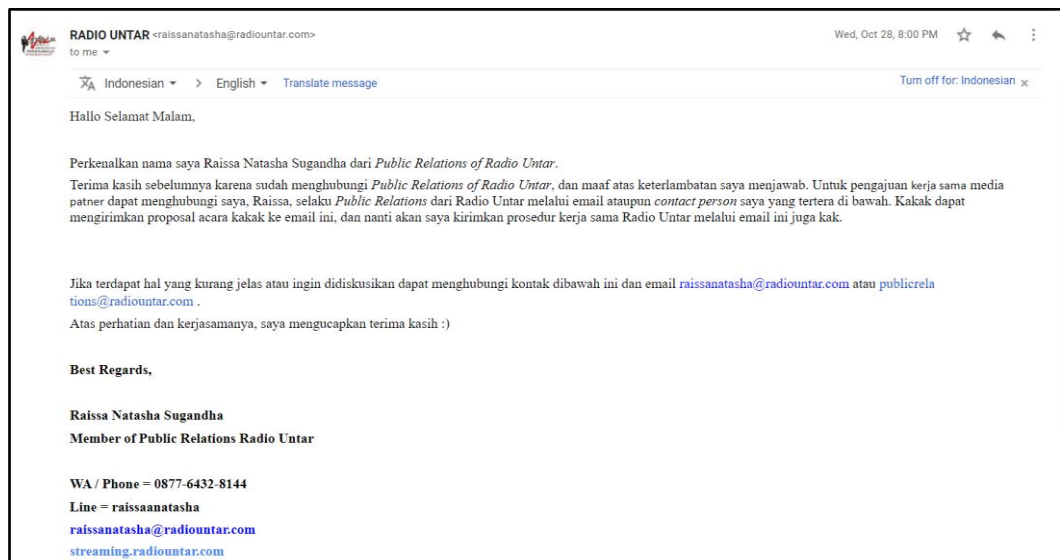 RADIO UNTAR <raissanatasha@radiountar.com>
Wed, Oct 28, 8:00 PM
to me
Indonesian > English Translate message
Turn off for: Indonesian x
Hallo Selamat Malam,
Perkenalkan nama saya Raissa Natasha Sugandha dari Public Relations of Radio Untar.
Terima kasih sebelumnya karena sudah menghubungi Public Relations of Radio Untar, dan maaf atas keterlambatan saya menjawab. Untuk pengajuan kerja sama media
patner dapat menghubungi saya, Raissa, selaku Public Relations dari Radio Untar melalui email ataupun contact person saya yang tertera di bawah. Kakak dapat
mengirimkan proposal acara kakak ke email ini, dan nanti akan saya kirimkan prosedur kerja sama Radio Untar melalui email ini juga kak.
Jika terdapat hal yang kurang jelas atau ingin didiskusikan dapat menghubungi kontak dibawah ini dan email raissanatasha@radiountar.com atau publicrela
tions@radiountar.com .
Atas perhatian dan kerjasamanya, saya mengucapkan terima kasih :)
Best Regards,
Raissa Natasha Sugandha
Member of Public Relations Radio Untar
WA / Phone = 0877-6432-8144
Line = raissaanatasha
raissanatasha@radiountar.com
streaming.radiountar.com